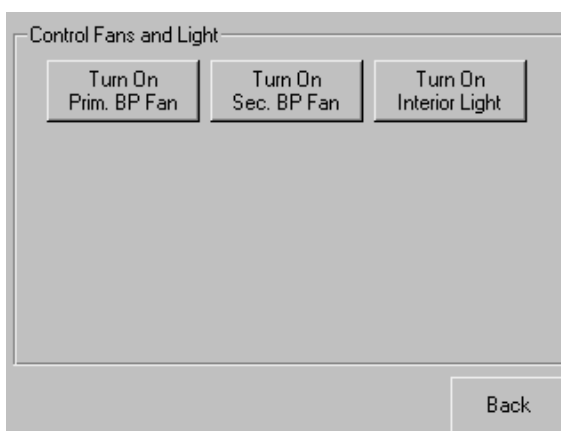 Control Fans and Light
Turn On
Prim. BP Fan
Turn On
Sec. BP Fan
Turn On
Interior Light
Back